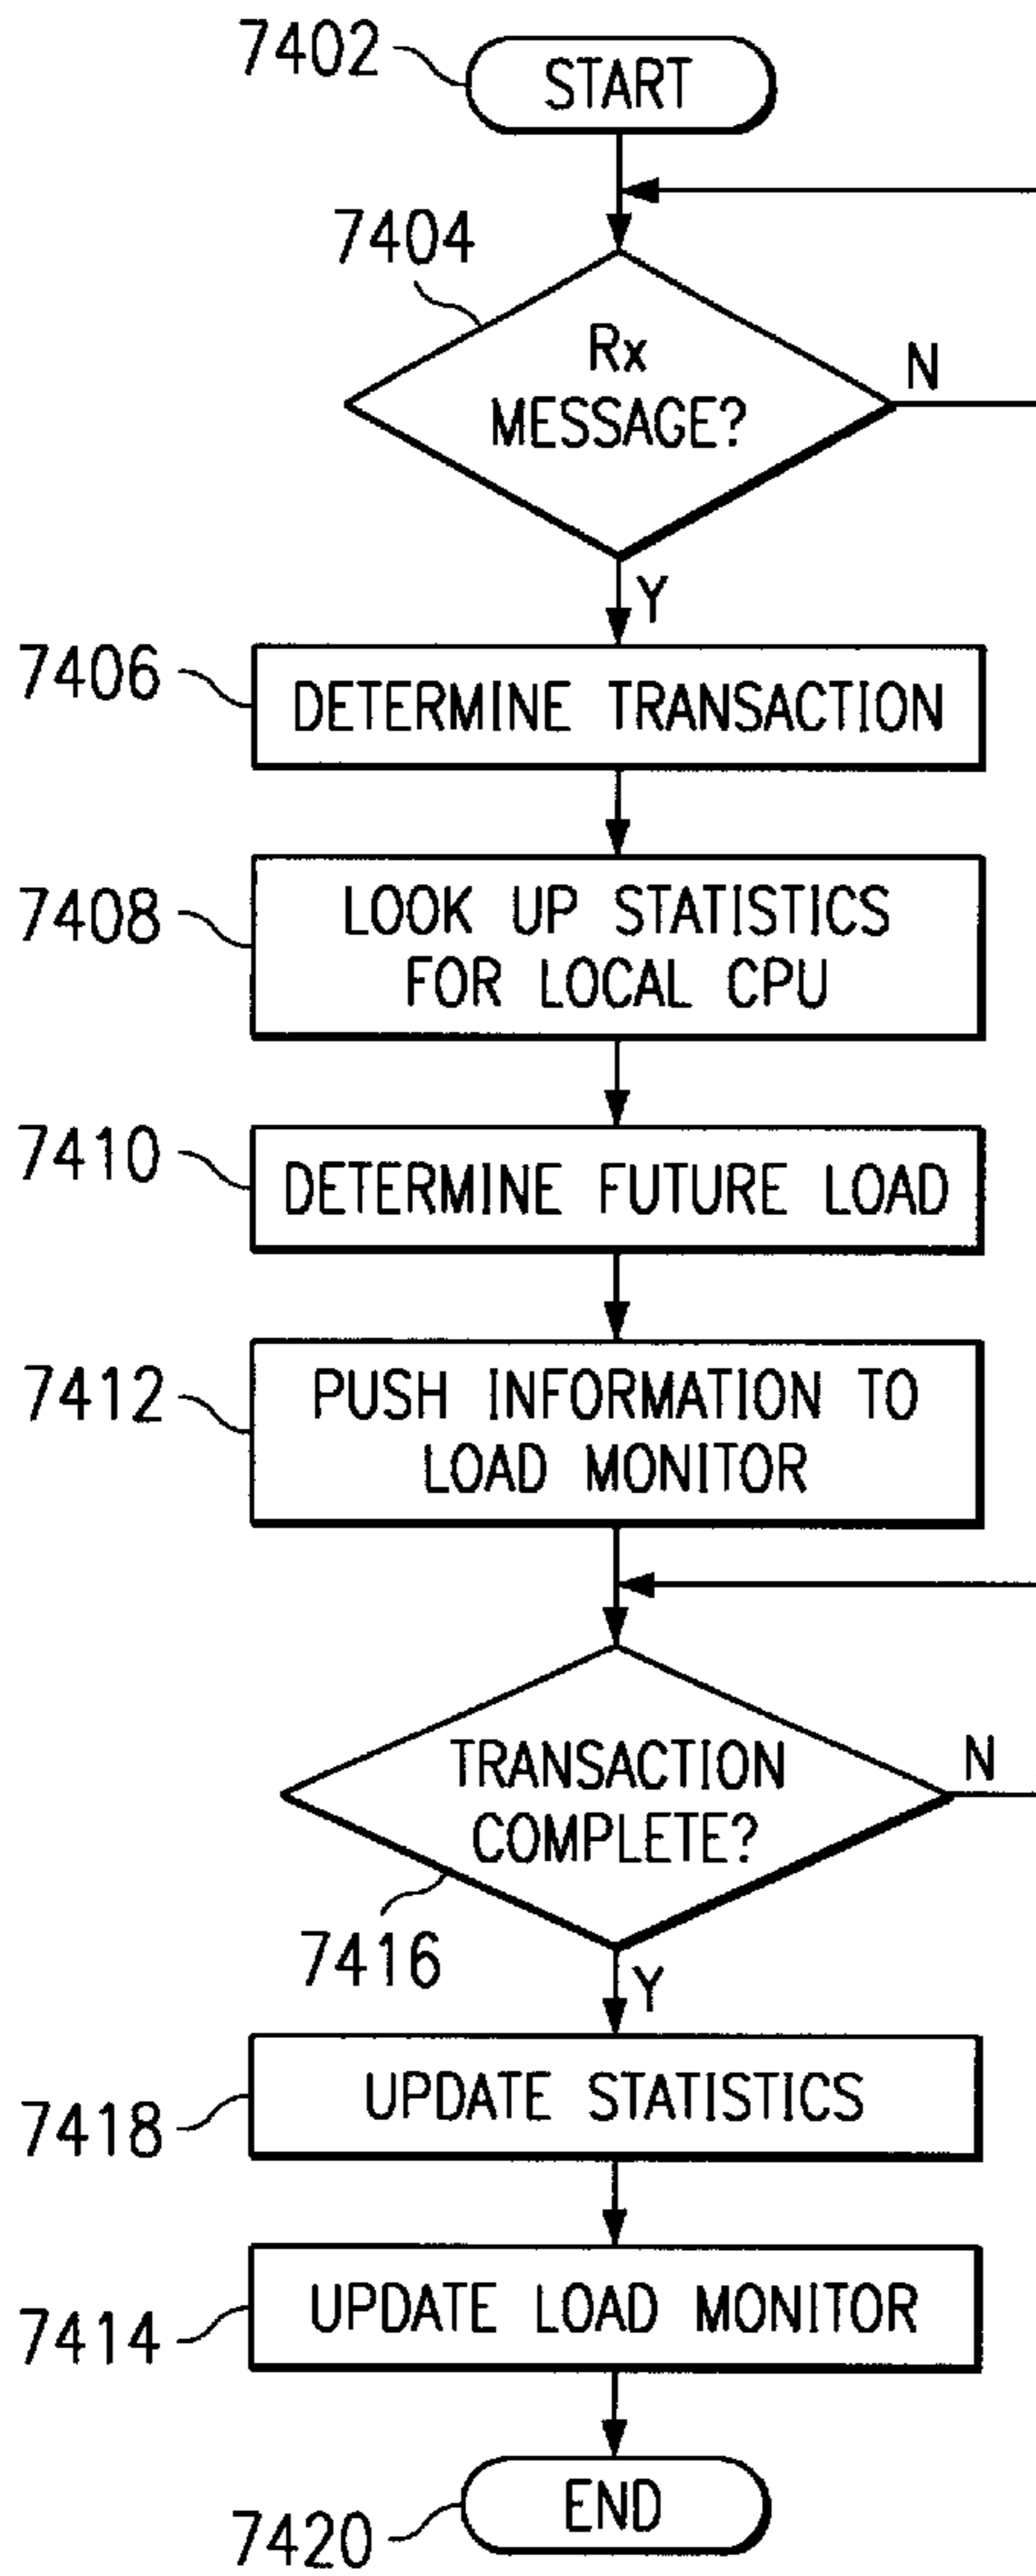 7402
START
7404
Rx
MESSAGE?
N
Y
7406
DETERMINE TRANSACTION
7408
LOOK UP STATISTICS
FOR LOCAL CPU
7410
DETERMINE FUTURE LOAD
7412
PUSH INFORMATION TO
LOAD MONITOR
TRANSACTION
COMPLETE?
N
7416
Y
7418
UPDATE STATISTICS
7414
UPDATE LOAD MONITOR
7420
END